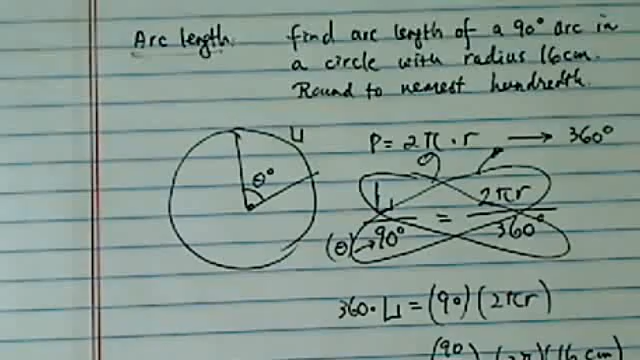 Arc length. find arc length of a 90° arc in
a circle with radius 16cm.
Round to nearest hundredth.
L
θ°
P = 2π · r → 360°
L / 90° = 2πr / 360°
(θ) →
360 · L = (90)(2πr)